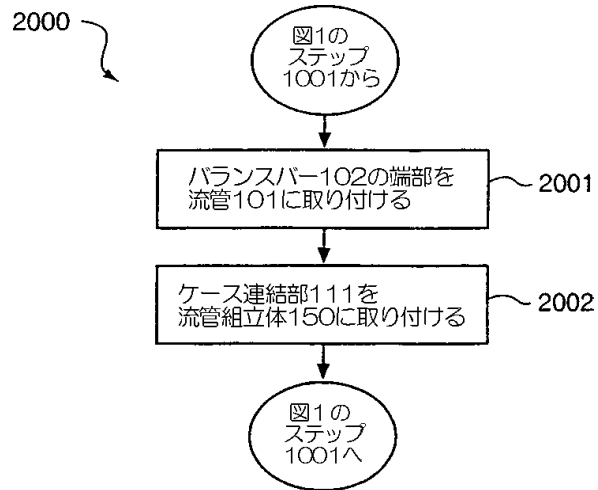 2000
図1の
ステップ
1001から
バランスバー102の端部を
流管101に取り付ける
2001
ケース連結部111を
流管組立体150に取り付ける
2002
図1の
ステップ
1001へ